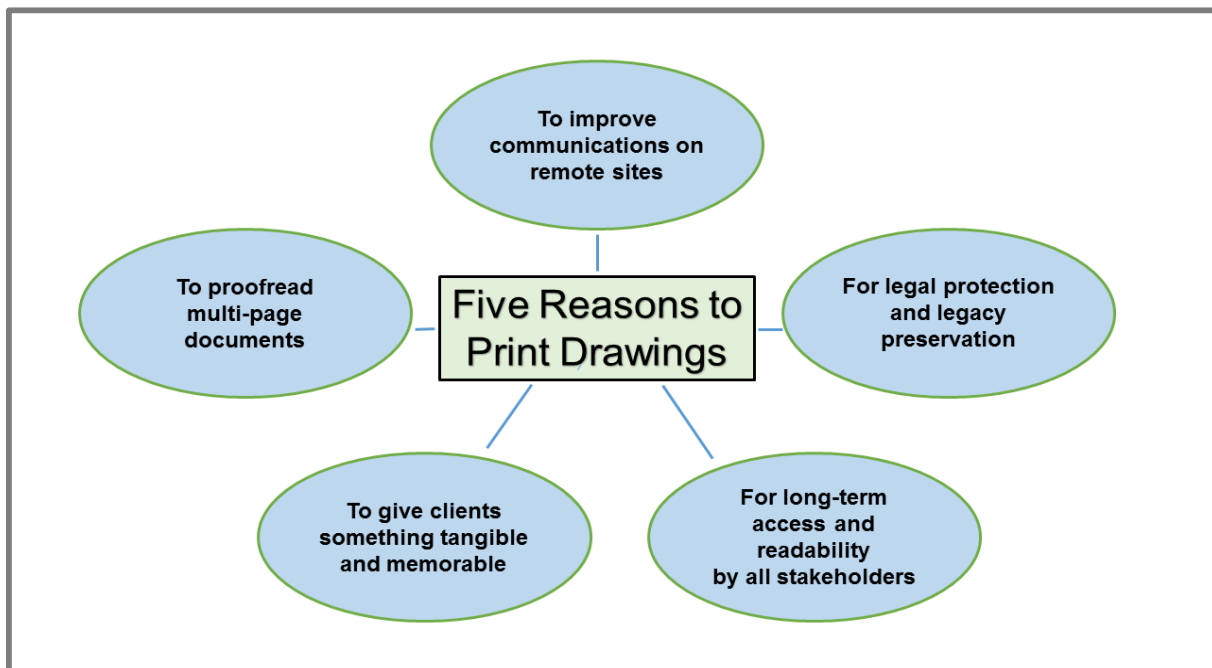 To improve
communications on
remote sites
To proofread
multi-page
documents
Five Reasons to
Print Drawings
For legal protection
and legacy
preservation
To give clients
something tangible
and memorable
For long-term
access and
readability
by all stakeholders